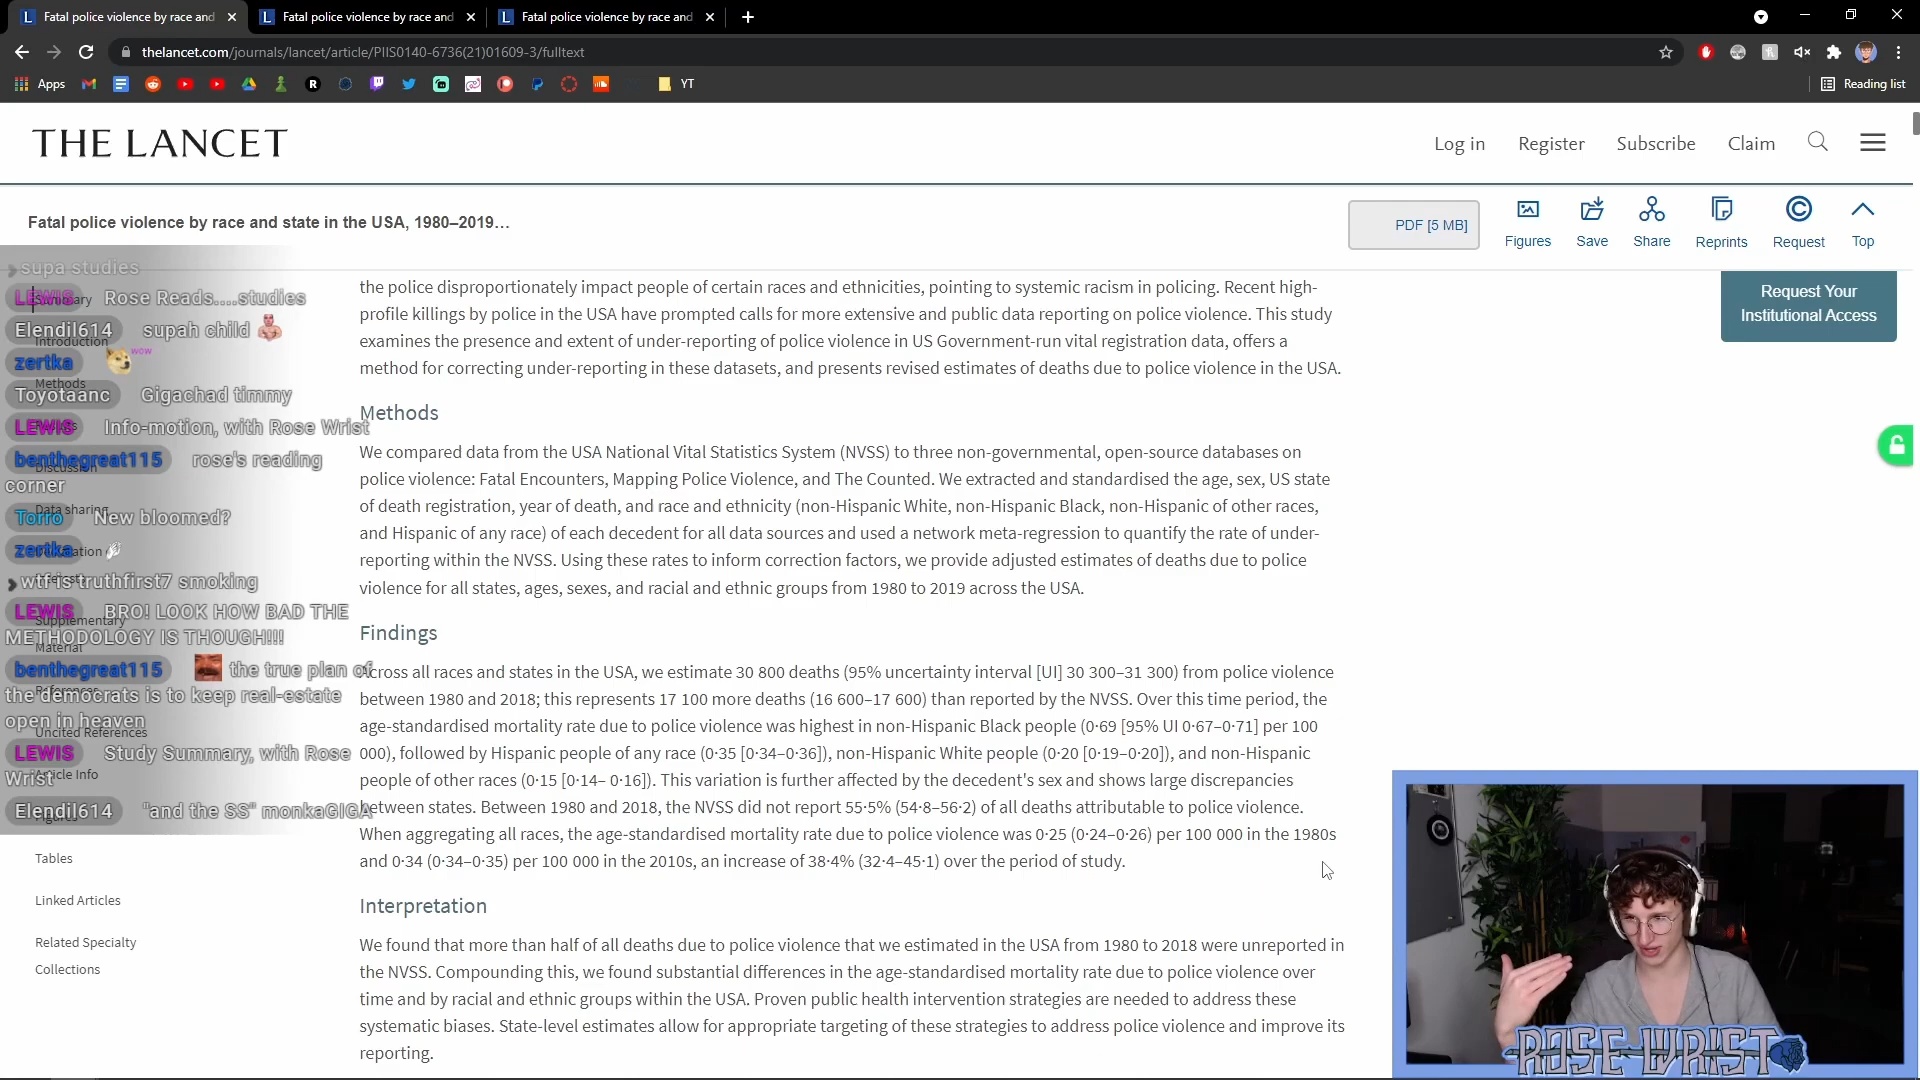 Fatal police violence by race and
Fatal police violence by race and
Fatal police violence by race and
thelancet.com/journals/lancet/article/PIIS0140-6736(21)01609-3/fulltext
Apps
YT
Reading list
THE LANCET
Log in
Register
Subscribe
Claim
Fatal police violence by race and state in the USA, 1980–2019...
PDF [5 MB]
Figures
Save
Share
Reprints
Request
Top
Request Your
Institutional Access
supa studies
LEWIS Rose Reads....studies
Elendil614 supah child
zertka
Toyotaanc Gigachad timmy
LEWIS Info-motion, with Rose Wrist
benthegreat115 rose's reading
corner
Torro New bloomed?
zertka
wtf is truthfirst7 smoking
LEWIS BRO! LOOK HOW BAD THE
METHODOLOGY IS THOUGH!!!
benthegreat115 the true plan of
the democrats is to keep real-estate
open in heaven
LEWIS Study Summary, with Rose
Wrist
Elendil614 "and the SS" monkaGIGA
Summary
Introduction
Methods
Discussion
Data sharing
Supplementary
Material
References
Uncited References
Article Info
Figures
Tables
Linked Articles
Related Specialty
Collections
the police disproportionately impact people of certain races and ethnicities, pointing to systemic racism in policing. Recent high-
profile killings by police in the USA have prompted calls for more extensive and public data reporting on police violence. This study
examines the presence and extent of under-reporting of police violence in US Government-run vital registration data, offers a
method for correcting under-reporting in these datasets, and presents revised estimates of deaths due to police violence in the USA.
Methods
We compared data from the USA National Vital Statistics System (NVSS) to three non-governmental, open-source databases on
police violence: Fatal Encounters, Mapping Police Violence, and The Counted. We extracted and standardised the age, sex, US state
of death registration, year of death, and race and ethnicity (non-Hispanic White, non-Hispanic Black, non-Hispanic of other races,
and Hispanic of any race) of each decedent for all data sources and used a network meta-regression to quantify the rate of under-
reporting within the NVSS. Using these rates to inform correction factors, we provide adjusted estimates of deaths due to police
violence for all states, ages, sexes, and racial and ethnic groups from 1980 to 2019 across the USA.
Findings
Across all races and states in the USA, we estimate 30 800 deaths (95% uncertainty interval [UI] 30 300–31 300) from police violence
between 1980 and 2018; this represents 17 100 more deaths (16 600–17 600) than reported by the NVSS. Over this time period, the
age-standardised mortality rate due to police violence was highest in non-Hispanic Black people (0·69 [95% UI 0·67–0·71] per 100
000), followed by Hispanic people of any race (0·35 [0·34–0·36]), non-Hispanic White people (0·20 [0·19–0·20]), and non-Hispanic
people of other races (0·15 [0·14– 0·16]). This variation is further affected by the decedent's sex and shows large discrepancies
between states. Between 1980 and 2018, the NVSS did not report 55·5% (54·8–56·2) of all deaths attributable to police violence.
When aggregating all races, the age-standardised mortality rate due to police violence was 0·25 (0·24–0·26) per 100 000 in the 1980s
and 0·34 (0·34–0·35) per 100 000 in the 2010s, an increase of 38·4% (32·4–45·1) over the period of study.
Interpretation
We found that more than half of all deaths due to police violence that we estimated in the USA from 1980 to 2018 were unreported in
the NVSS. Compounding this, we found substantial differences in the age-standardised mortality rate due to police violence over
time and by racial and ethnic groups within the USA. Proven public health intervention strategies are needed to address these
systematic biases. State-level estimates allow for appropriate targeting of these strategies to address police violence and improve its
reporting.
ROSE WRIST